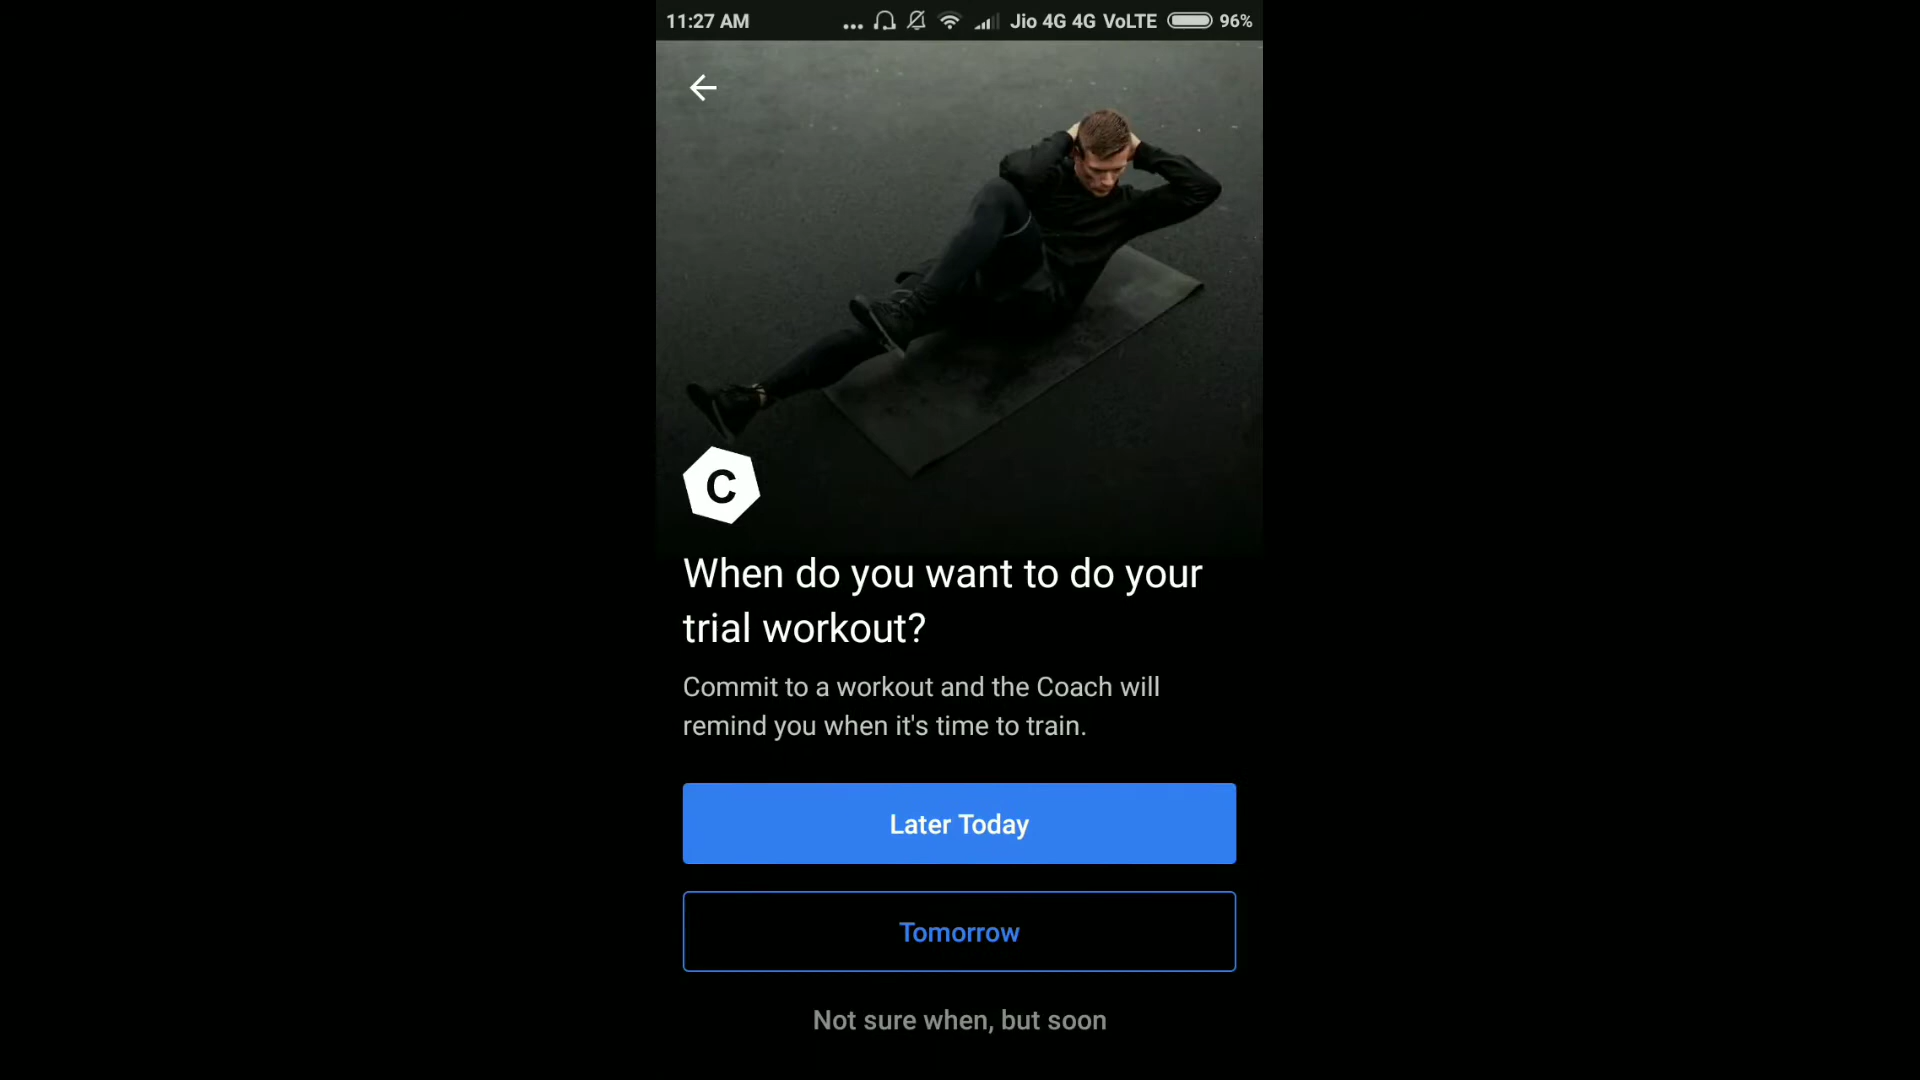 11:27 AM ... Jio 4G 4G VoLTE 96%
C
When do you want to do your
trial workout?
Commit to a workout and the Coach will
remind you when it's time to train.
Later Today
Tomorrow
Not sure when, but soon